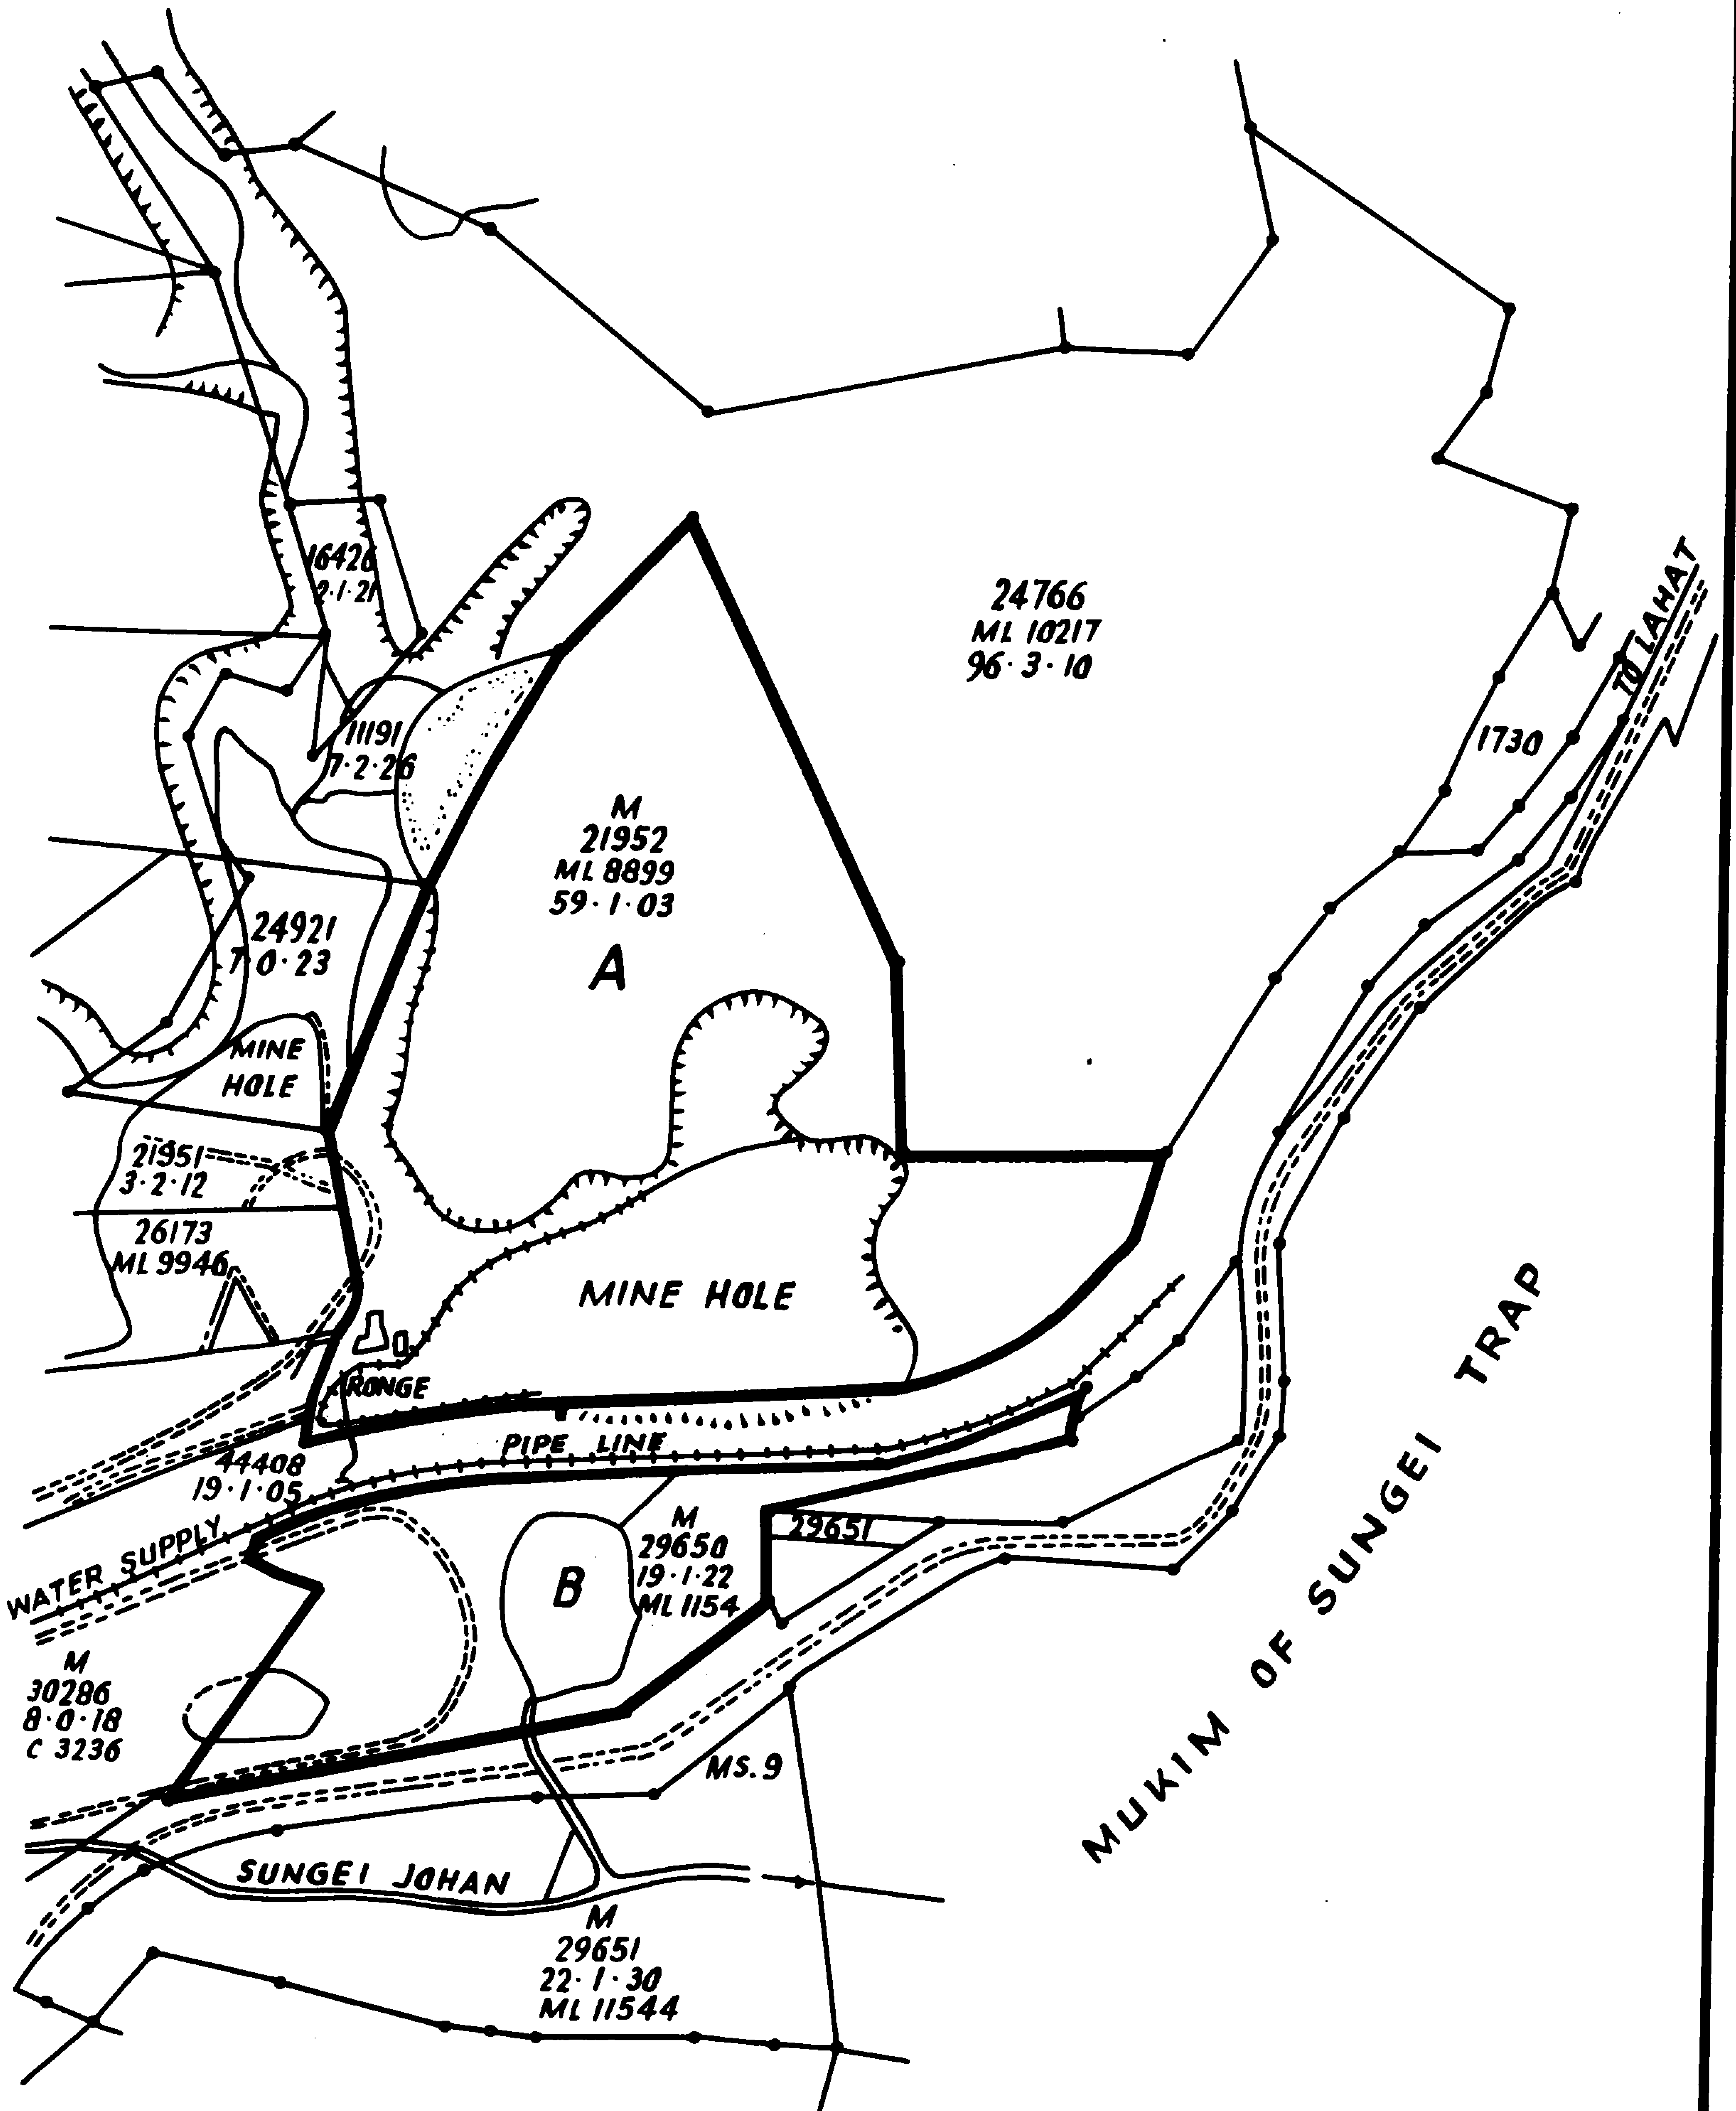 16426
2·1·21
24766
ML 10217
96·3·10
TO LAHAT
1730
11191
7·2·26
M
21952
ML 8899
59·1·03
A
24921
7·0·23
MINE
HOLE
21951
3·2·12
26173
ML 9946
MINE HOLE
RONGE
PIPE LINE
44408
19·1·05
WATER SUPPLY
M
29650
19·1·22
ML 1154
29651
B
M
30286
8·0·18
C 3236
MS. 9
MUKIM OF SUNGEI TRAP
SUNGEI JOHAN
M
29651
22·1·30
ML 11544